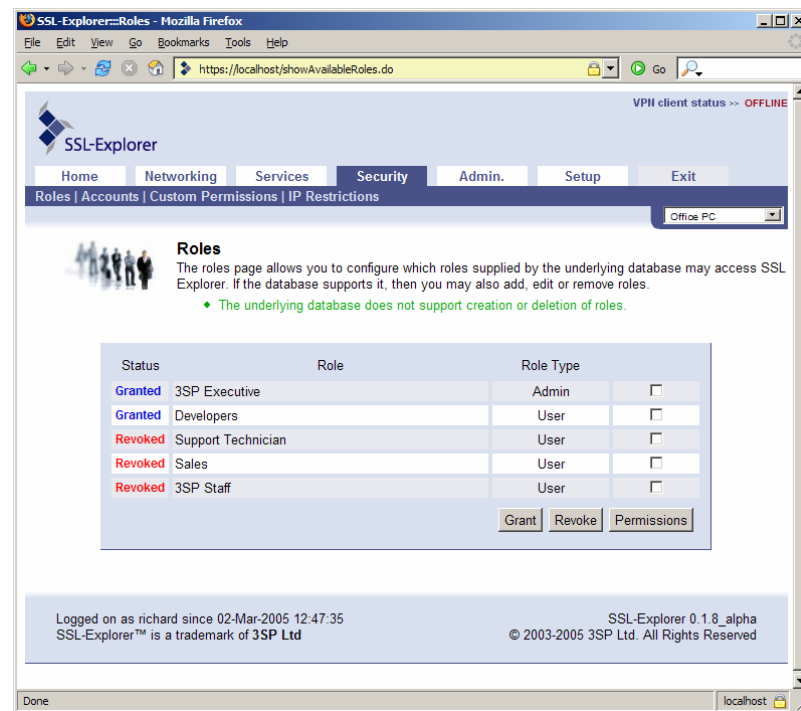 SSL-Explorer:::Roles - Mozilla Firefox
File Edit View Go Bookmarks Tools Help
https://localhost/showAvailableRoles.do Go
VPN client status >> OFFLINE
SSL-Explorer
Home Networking Services Security Admin. Setup Exit
Roles | Accounts | Custom Permissions | IP Restrictions
Office PC
Roles
The roles page allows you to configure which roles supplied by the underlying database may access SSL
Explorer. If the database supports it, then you may also add, edit or remove roles.
The underlying database does not support creation or deletion of roles.
Status Role Role Type
Granted 3SP Executive Admin
Granted Developers User
Revoked Support Technician User
Revoked Sales User
Revoked 3SP Staff User
Grant Revoke Permissions
Logged on as richard since 02-Mar-2005 12:47:35 SSL-Explorer 0.1.8_alpha
SSL-Explorer™ is a trademark of 3SP Ltd © 2003-2005 3SP Ltd. All Rights Reserved
Done localhost